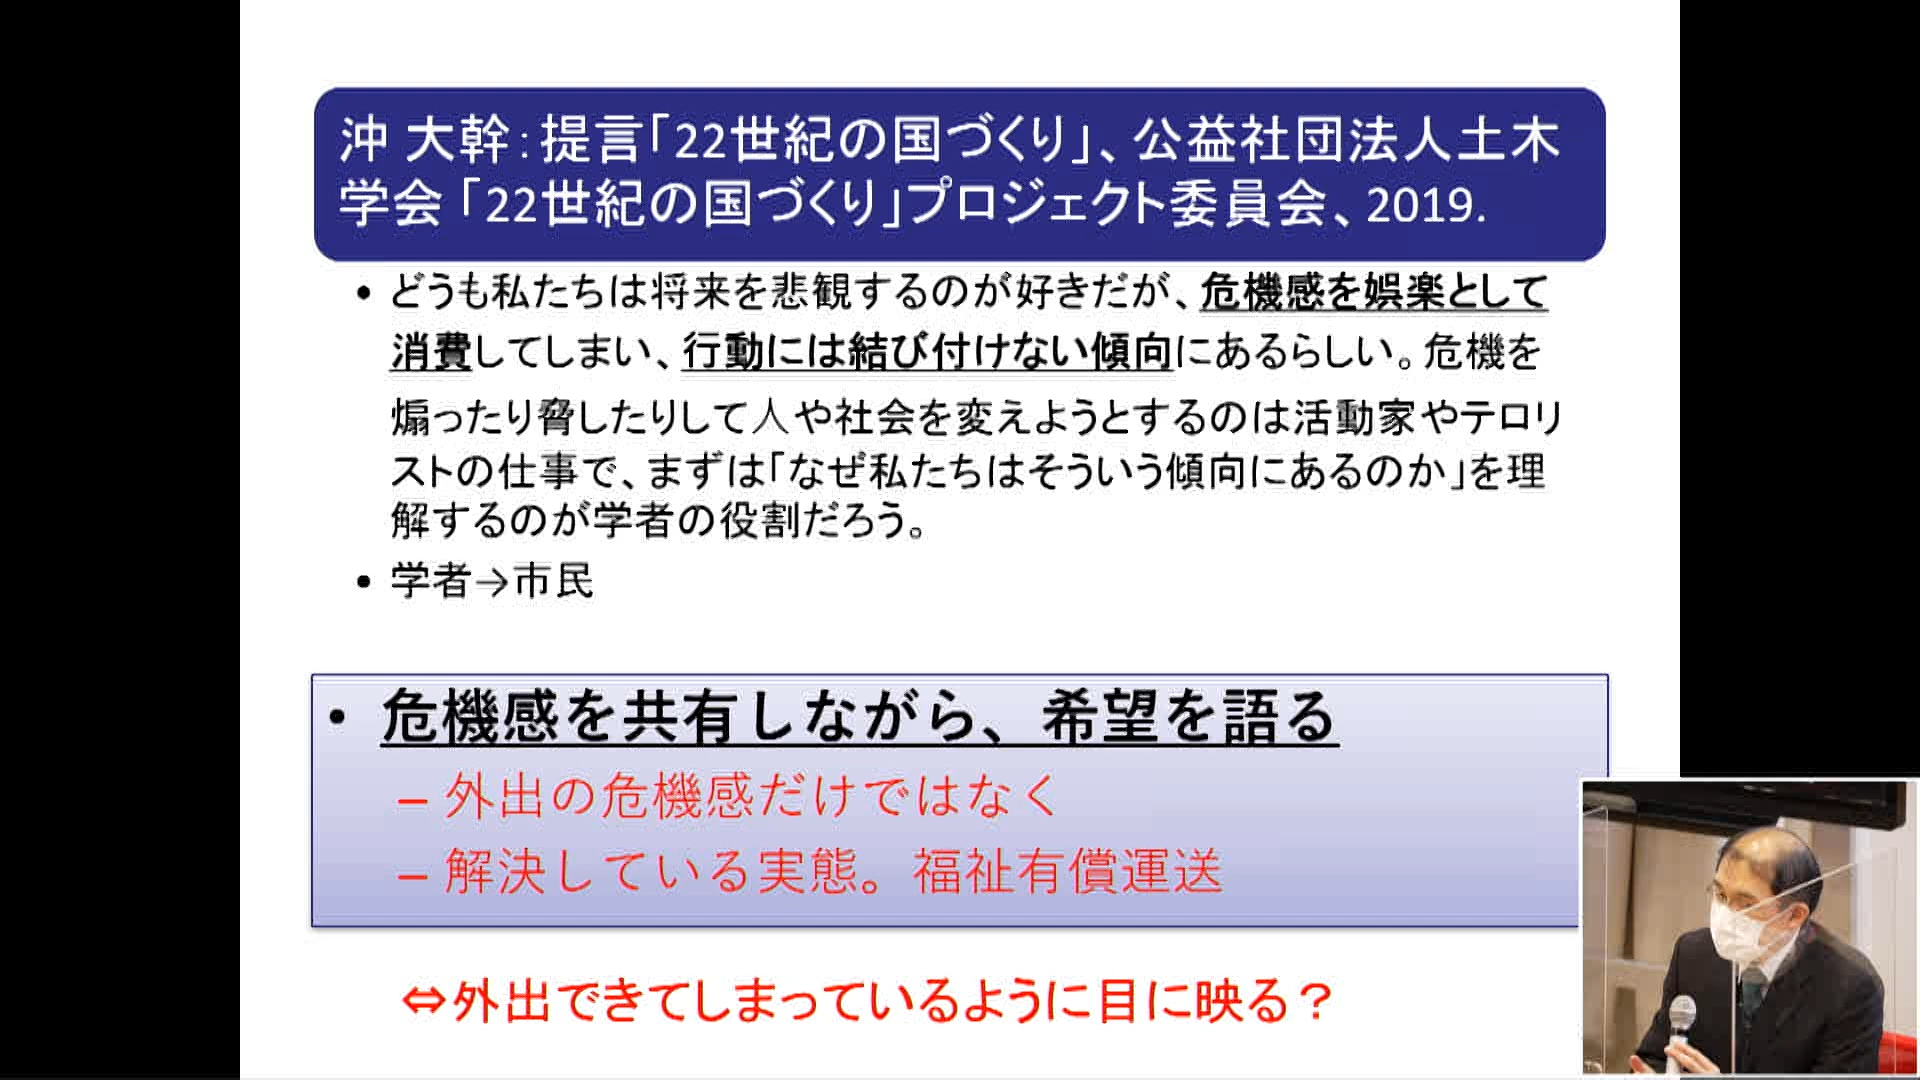 沖 大幹：提言「22世紀の国づくり」、公益社団法人土木
学会「22世紀の国づくり」プロジェクト委員会、2019.
• どうも私たちは将来を悲観するのが好きだが、危機感を娯楽として
消費してしまい、行動には結び付けない傾向にあるらしい。危機を
煽ったり脅したりして人や社会を変えようとするのは活動家やテロリ
ストの仕事で、まずは「なぜ私たちはそういう傾向にあるのか」を理
解するのが学者の役割だろう。
• 学者→市民
• 危機感を共有しながら、希望を語る
– 外出の危機感だけではなく
– 解決している実態。福祉有償運送
⇔外出できてしまっているように目に映る？